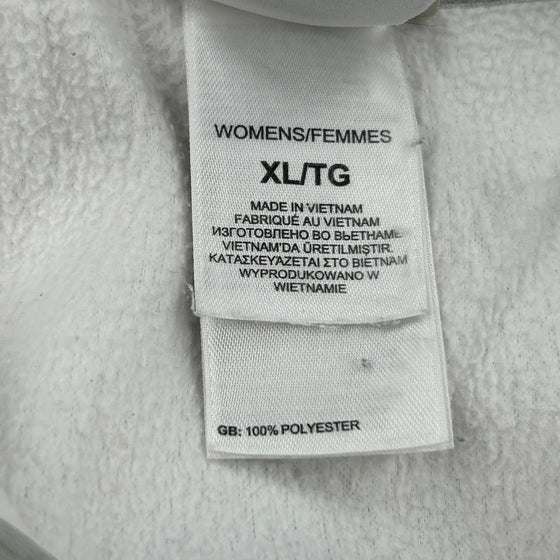 WOMENS/FEMMES
XL/TG
MADE IN VIETNAM
FABRIQUÉ AU VIETNAM
ИЗГОТОВЛЕНО ВО ВЬЕТНАМЕ
VIETNAM'DA ÜRETILMIŞTIR.
ΚΑΤΑΣΚΕΥΆΖΕΤΑΙ ΣΤΟ ΒΙΕΤΝΑΜ
WYPRODUKOWANO W
WIETNAMIE
GB: 100% POLYESTER